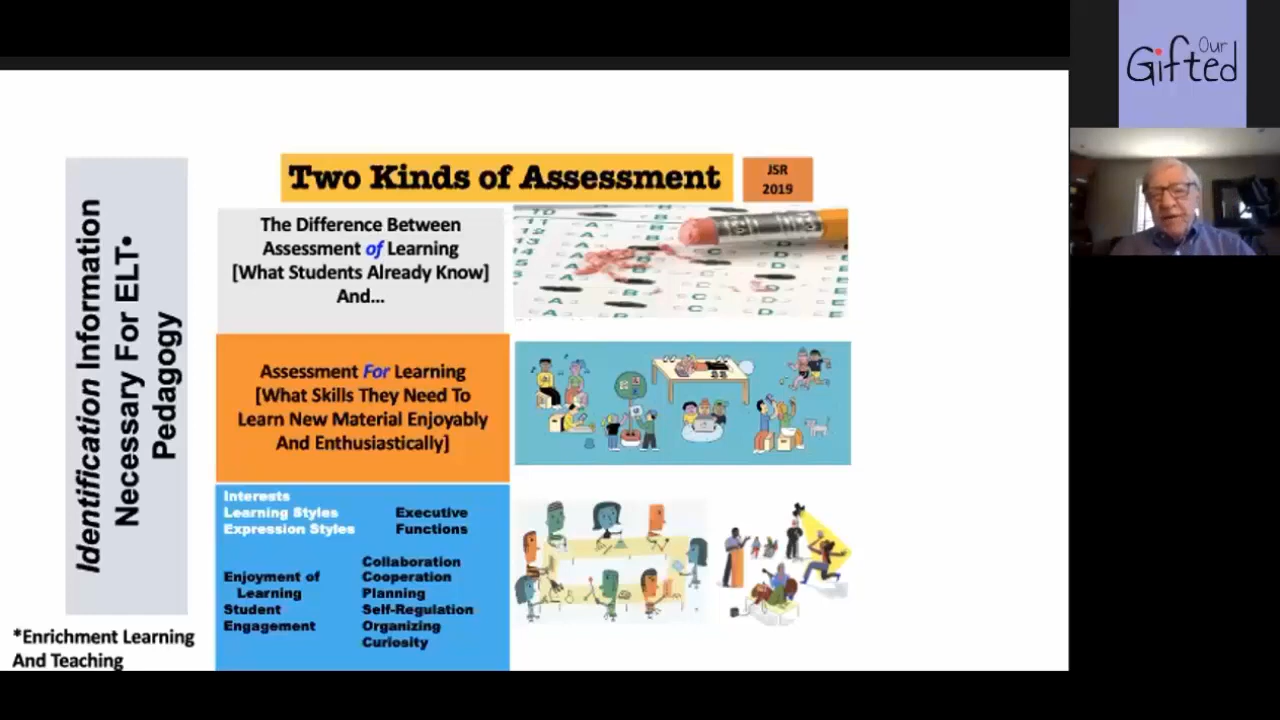 Our
Gifted
Two Kinds of Assessment
JSR
2019
Identification Information
Necessary For ELT•
Pedagogy
The Difference Between
Assessment of Learning
[What Students Already Know]
And...
Assessment For Learning
[What Skills They Need To
Learn New Material Enjoyably
And Enthusiastically]
Interests
Learning Styles
Expression Styles
Executive
Functions
Enjoyment of
Learning
Student
Engagement
Collaboration
Cooperation
Planning
Self-Regulation
Organizing
Curiosity
*Enrichment Learning
And Teaching